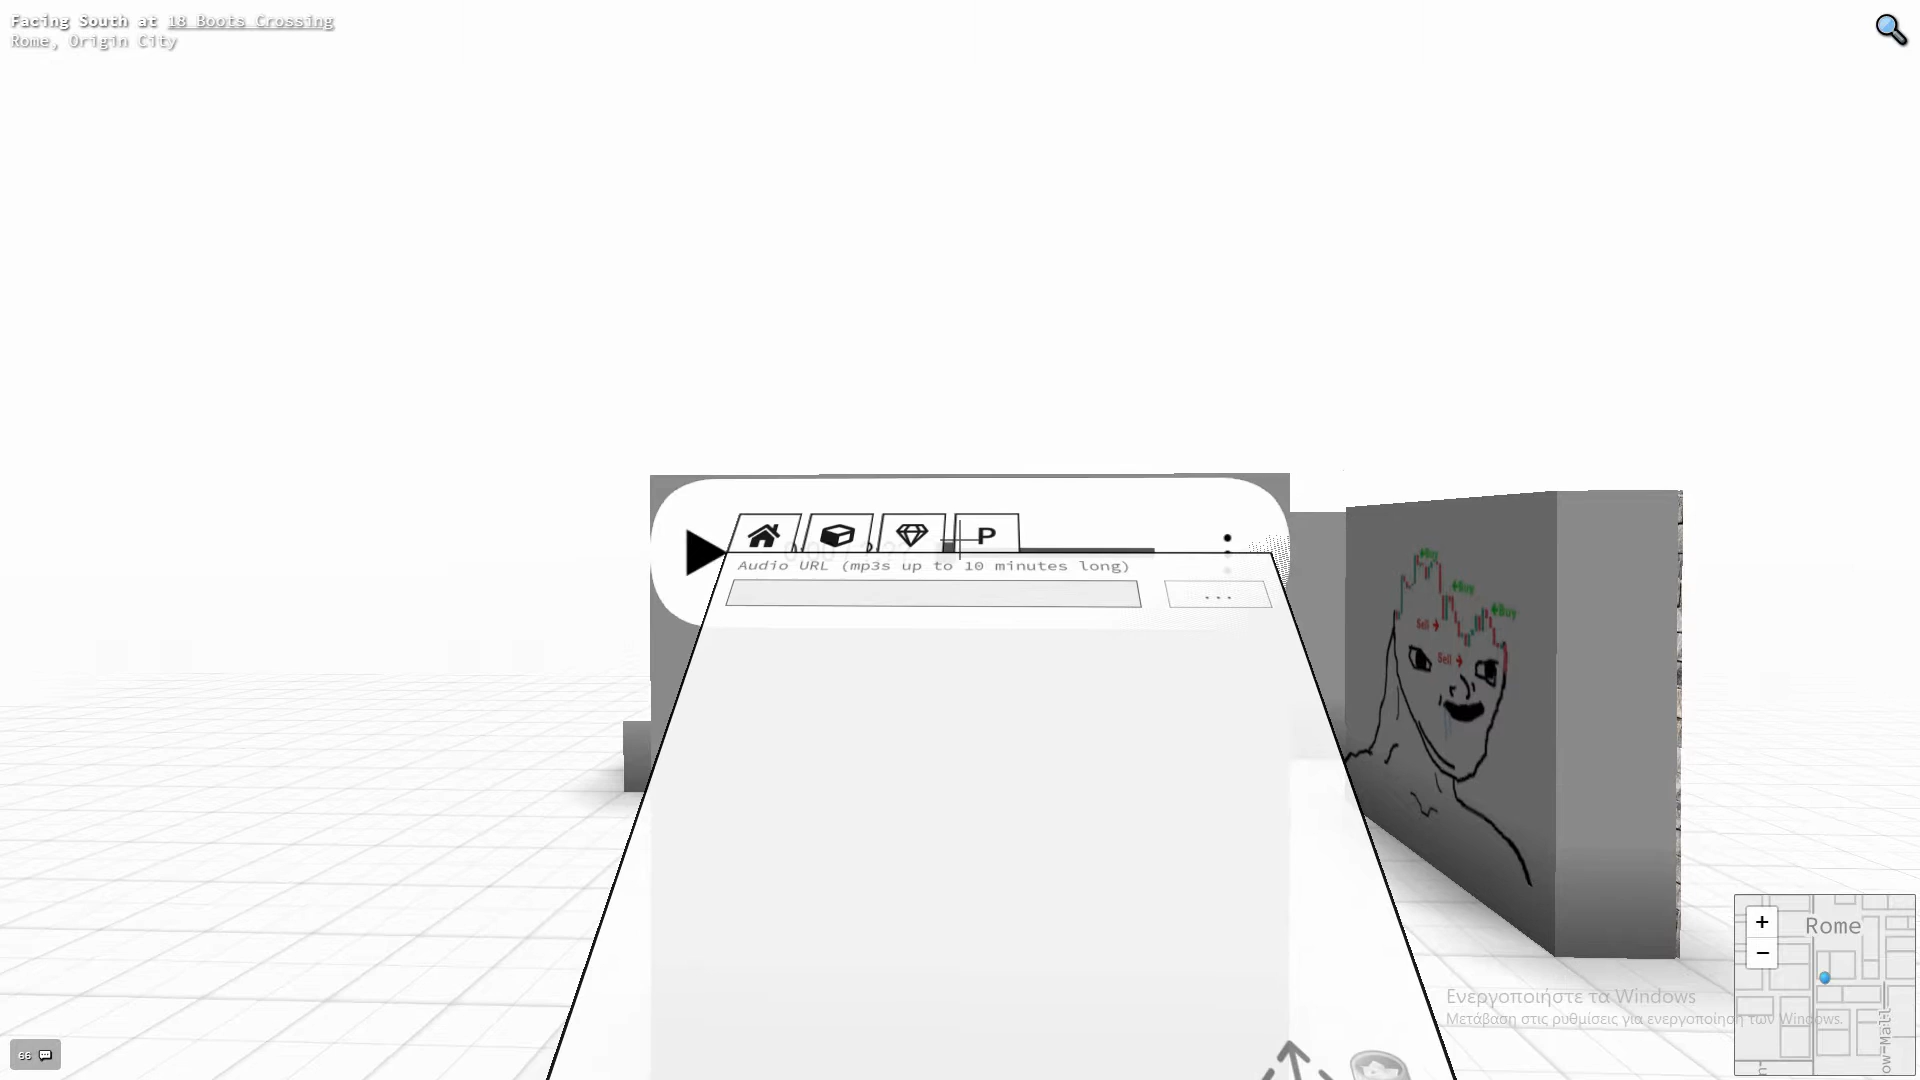 Facing South at 18 Boots Crossing
Rome, Origin City
P
Audio URL (mp3s up to 10 minutes long)
...
Buy
Buy
Buy
Sell
Sell
+
-
Rome
Ενεργοποιήστε τα Windows
Μετάβαση στις ρυθμίσεις για ενεργοποίηση των Windows.
66